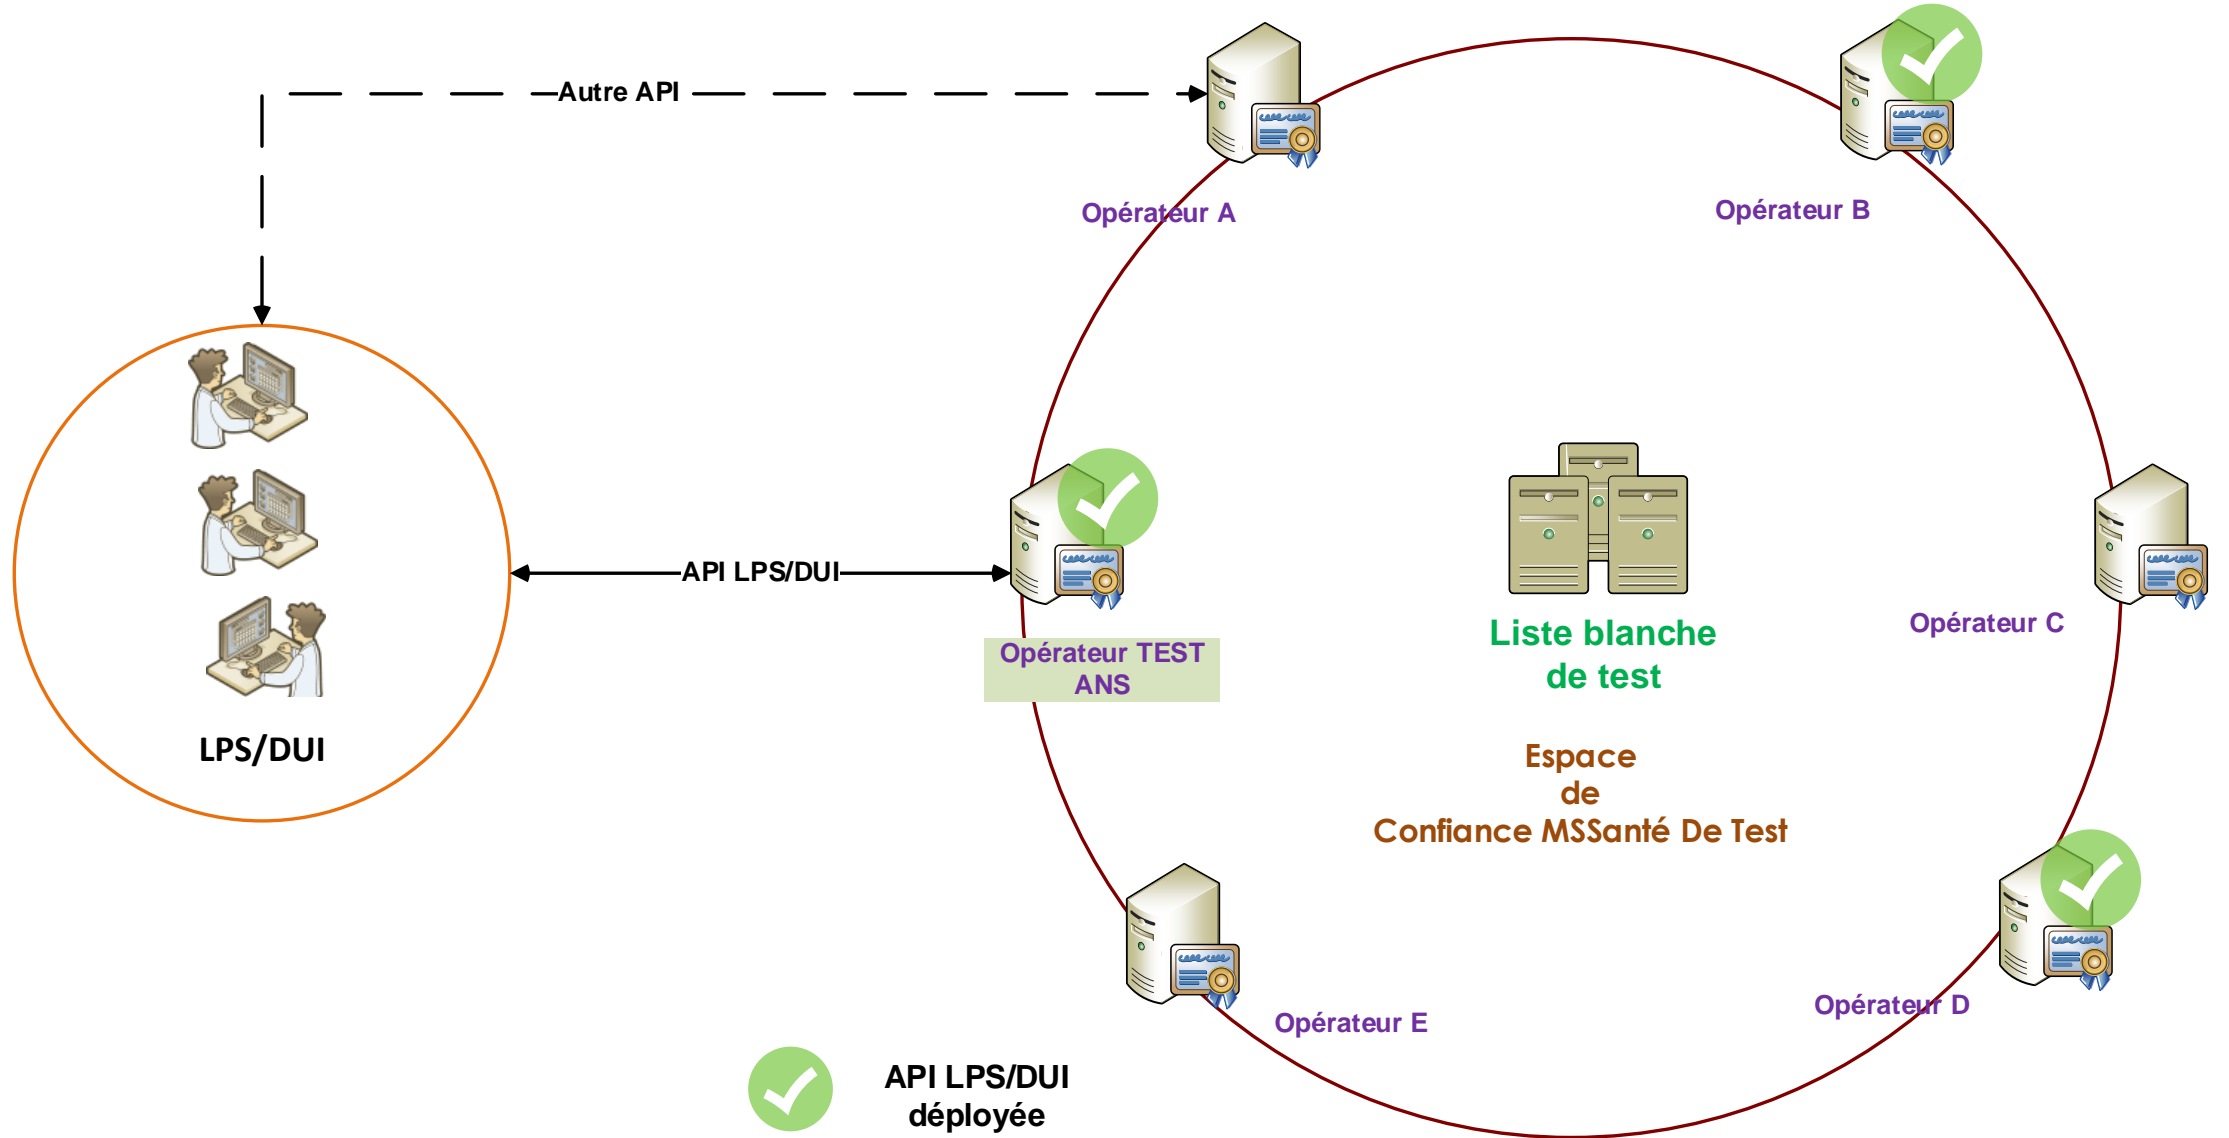 Autre API
Opérateur A
Opérateur B
API LPS/DUI
Opérateur TEST
ANS
Liste blanche
de test
Opérateur C
LPS/DUI
Espace
de
Confiance MSSanté De Test
Opérateur D
Opérateur E
API LPS/DUI
déployée